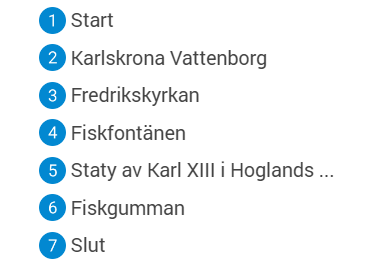 1 Start
2 Karlskrona Vattenborg
3 Fredrikskyrkan
4 Fiskfontänen
5 Staty av Karl XIII i Hoglands ...
6 Fiskgumman
7 Slut